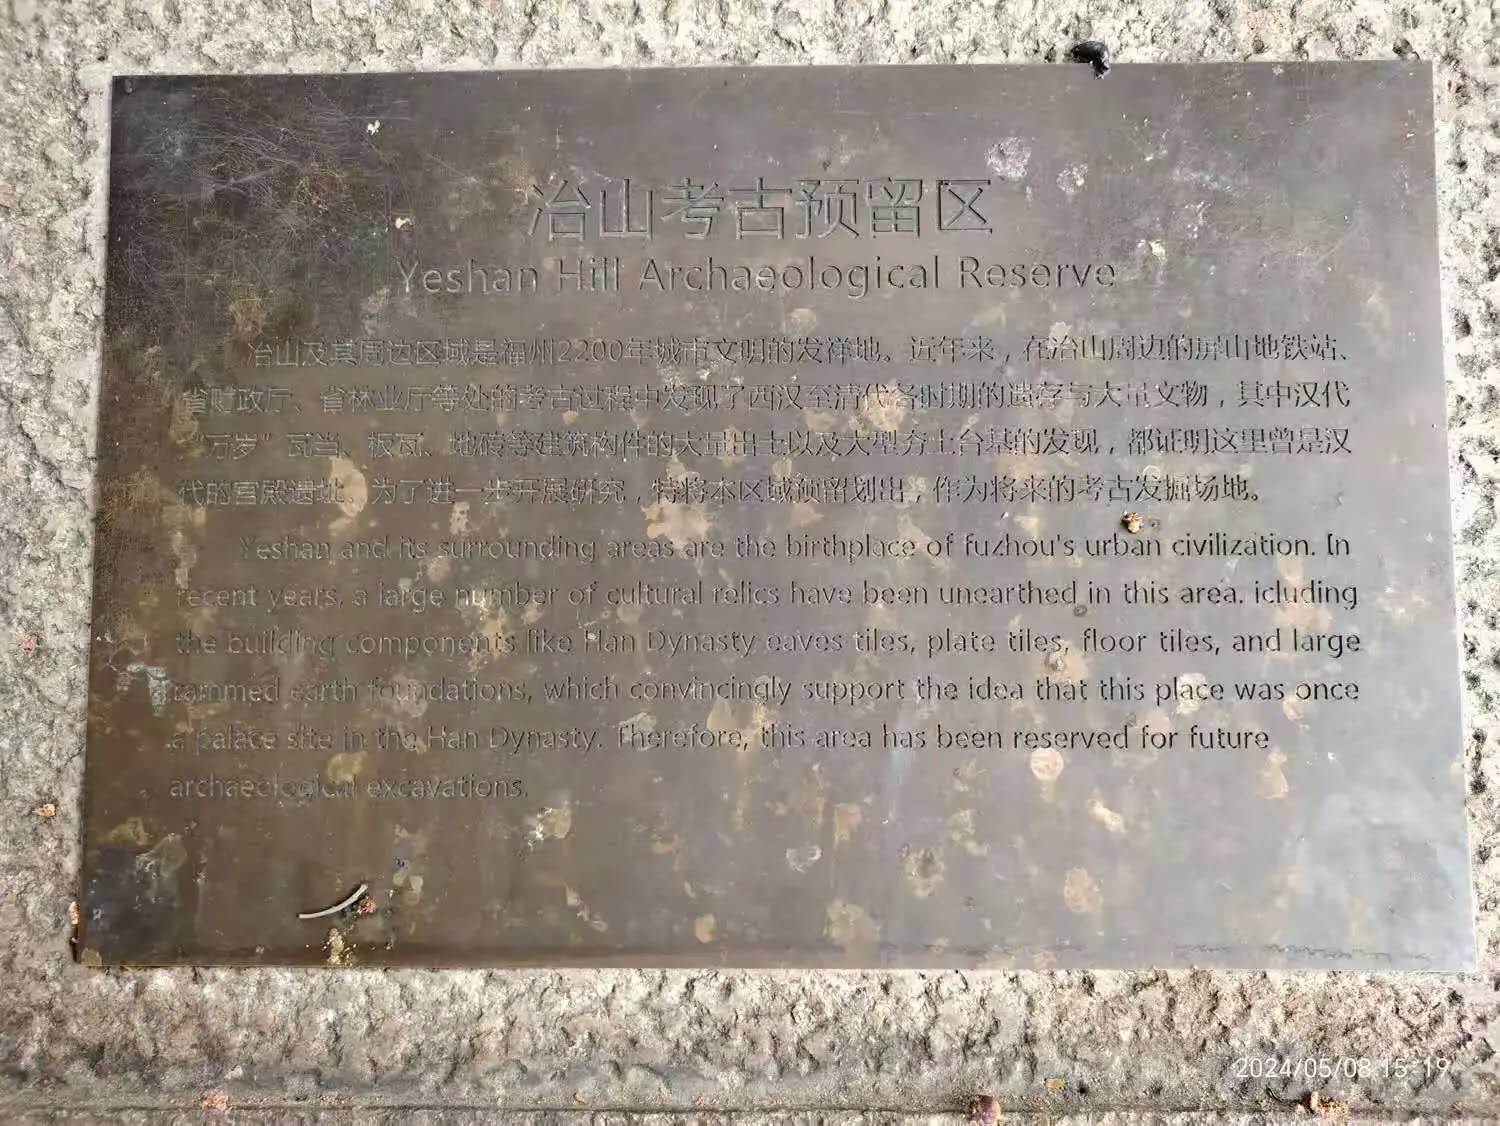 冶山考古预留区
Yeshan Hill Archaeological Reserve
冶山及其周边区域是福州2200年城市文明的发祥地。近年来，在冶山周边的屏山地铁站、
省财政厅、省林业厅等处的考古过程中发现了西汉至清代各时期的遗存与大量文物，其中汉代
“万岁”瓦当、板瓦、地砖等建筑构件的大量出土以及大型夯土台基的发现，都证明这里曾是汉
代的宫殿遗址。为了进一步开展研究，特将本区域预留划出，作为将来的考古发掘场地。
Yeshan and its surrounding areas are the birthplace of fuzhou's urban civilization. In
recent years, a large number of cultural relics have been unearthed in this area. icluding
the building components like Han Dynasty eaves tiles, plate tiles, floor tiles, and large
rammed earth foundations, which convincingly support the idea that this place was once
a palace site in the Han Dynasty. Therefore, this area has been reserved for future
archaeological excavations.
2024/05/08 15:19